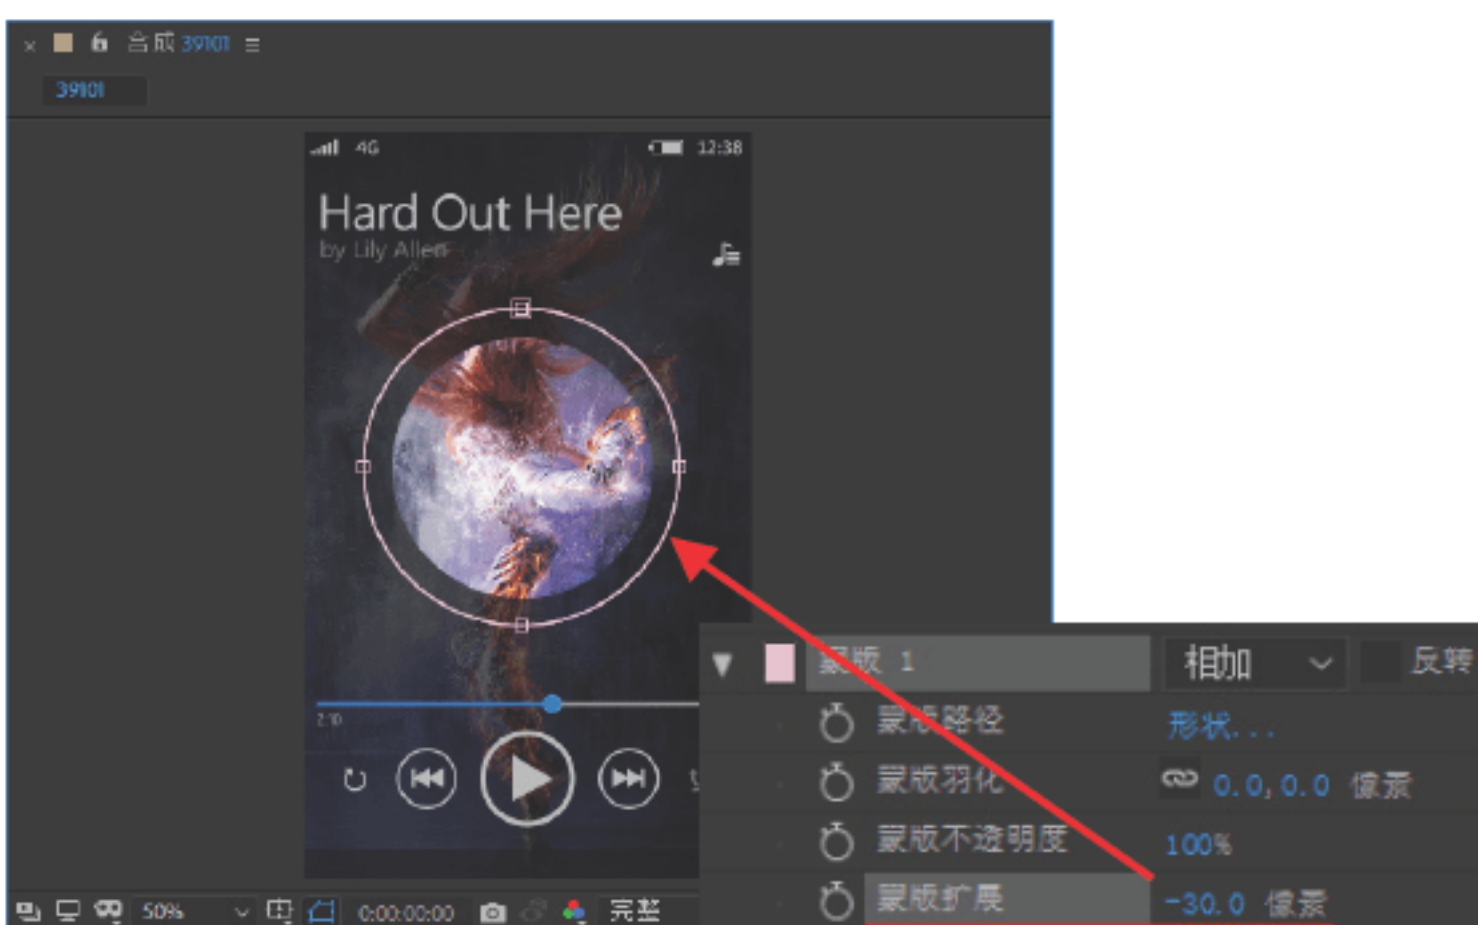 合成 39101
39101
4G 12:38
Hard Out Here
by Lily Allen
2:10
蒙版 1 相加 反转
蒙版路径 形状...
蒙版羽化 0.0,0.0 像素
蒙版不透明度 100%
蒙版扩展 -30.0 像素
50% 0:00:00:00 完整